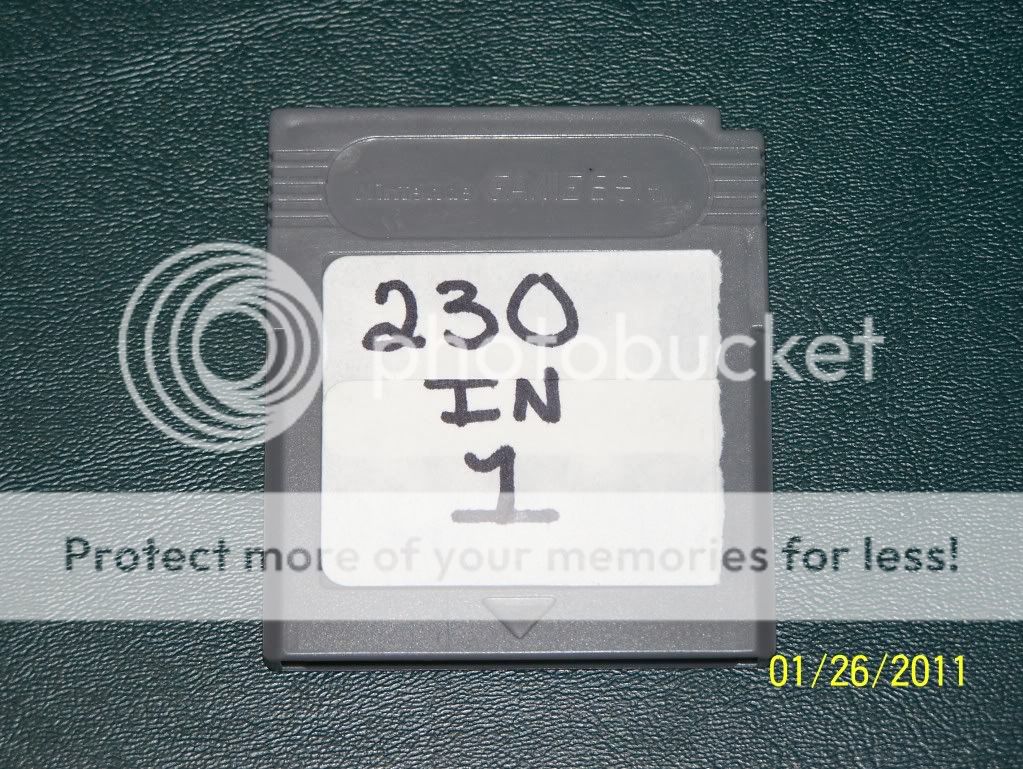 Nintendo GAME BOY
230
photobucket
IN
1
Protect more of your memories for less!
01/26/2011